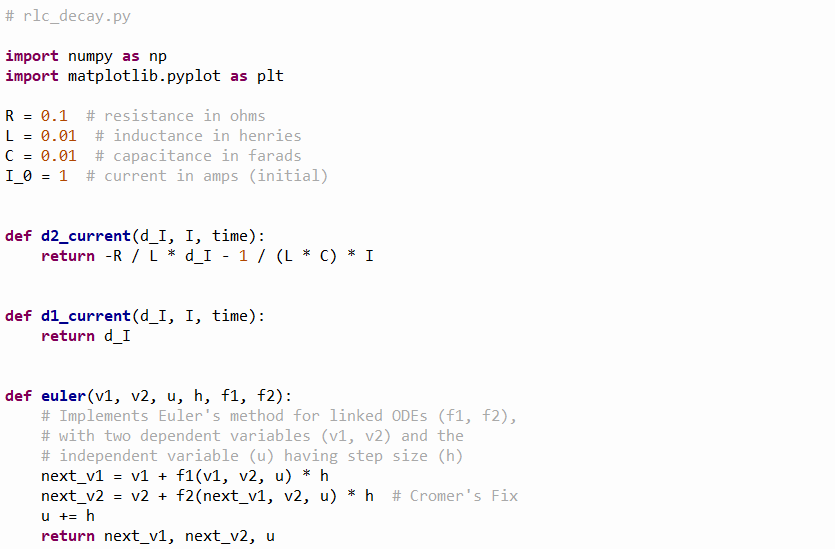 # rlc_decay.py
import numpy as np
import matplotlib.pyplot as plt
R = 0.1  # resistance in ohms
L = 0.01  # inductance in henries
C = 0.01  # capacitance in farads
I_0 = 1  # current in amps (initial)
def d2_current(d_I, I, time):
    return -R / L * d_I - 1 / (L * C) * I
def d1_current(d_I, I, time):
    return d_I
def euler(v1, v2, u, h, f1, f2):
    # Implements Euler's method for linked ODEs (f1, f2),
    # with two dependent variables (v1, v2) and the
    # independent variable (u) having step size (h)
    next_v1 = v1 + f1(v1, v2, u) * h
    next_v2 = v2 + f2(next_v1, v2, u) * h  # Cromer's Fix
    u += h
    return next_v1, next_v2, u